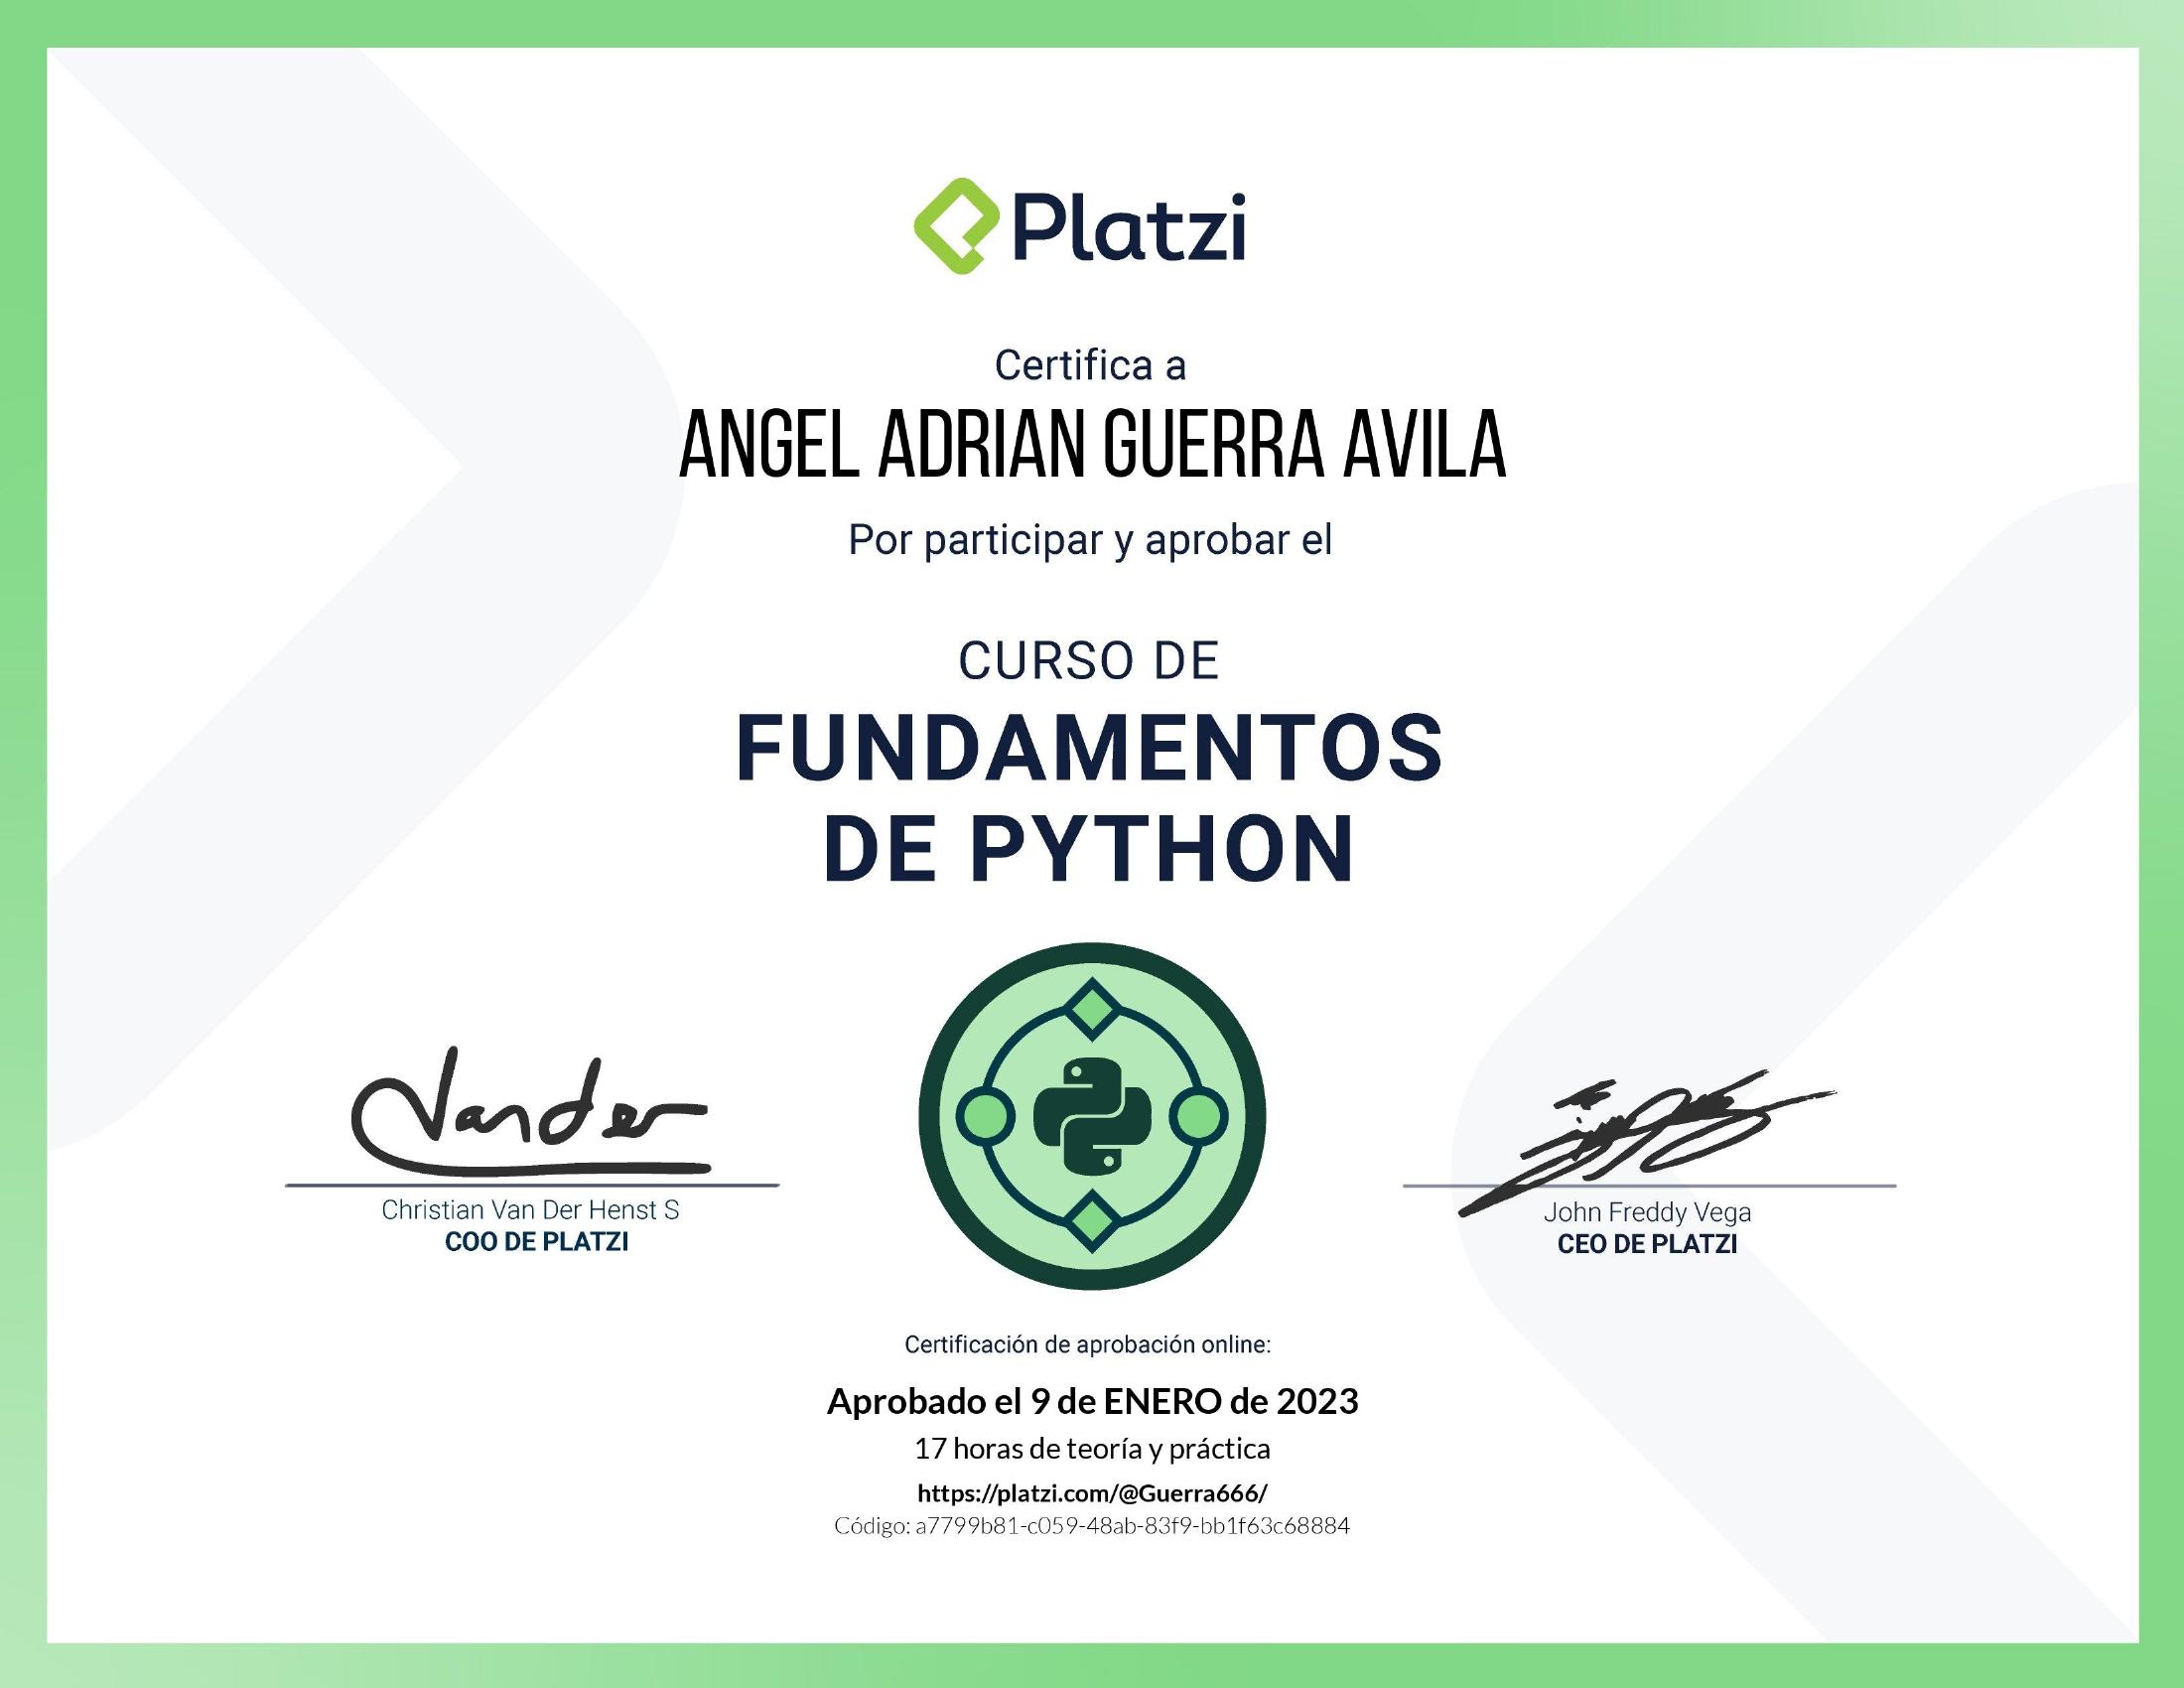 Platzi
Certifica a
ANGEL ADRIAN GUERRA AVILA
Por participar y aprobar el
CURSO DE
FUNDAMENTOS
DE PYTHON
Vander
Christian Van Der Henst S
COO DE PLATZI
John Freddy Vega
CEO DE PLATZI
Certificación de aprobación online:
Aprobado el 9 de ENERO de 2023
17 horas de teoría y práctica
https://platzi.com/@Guerra666/
Código: a7799b81-c059-48ab-83f9-bb1f63c68884